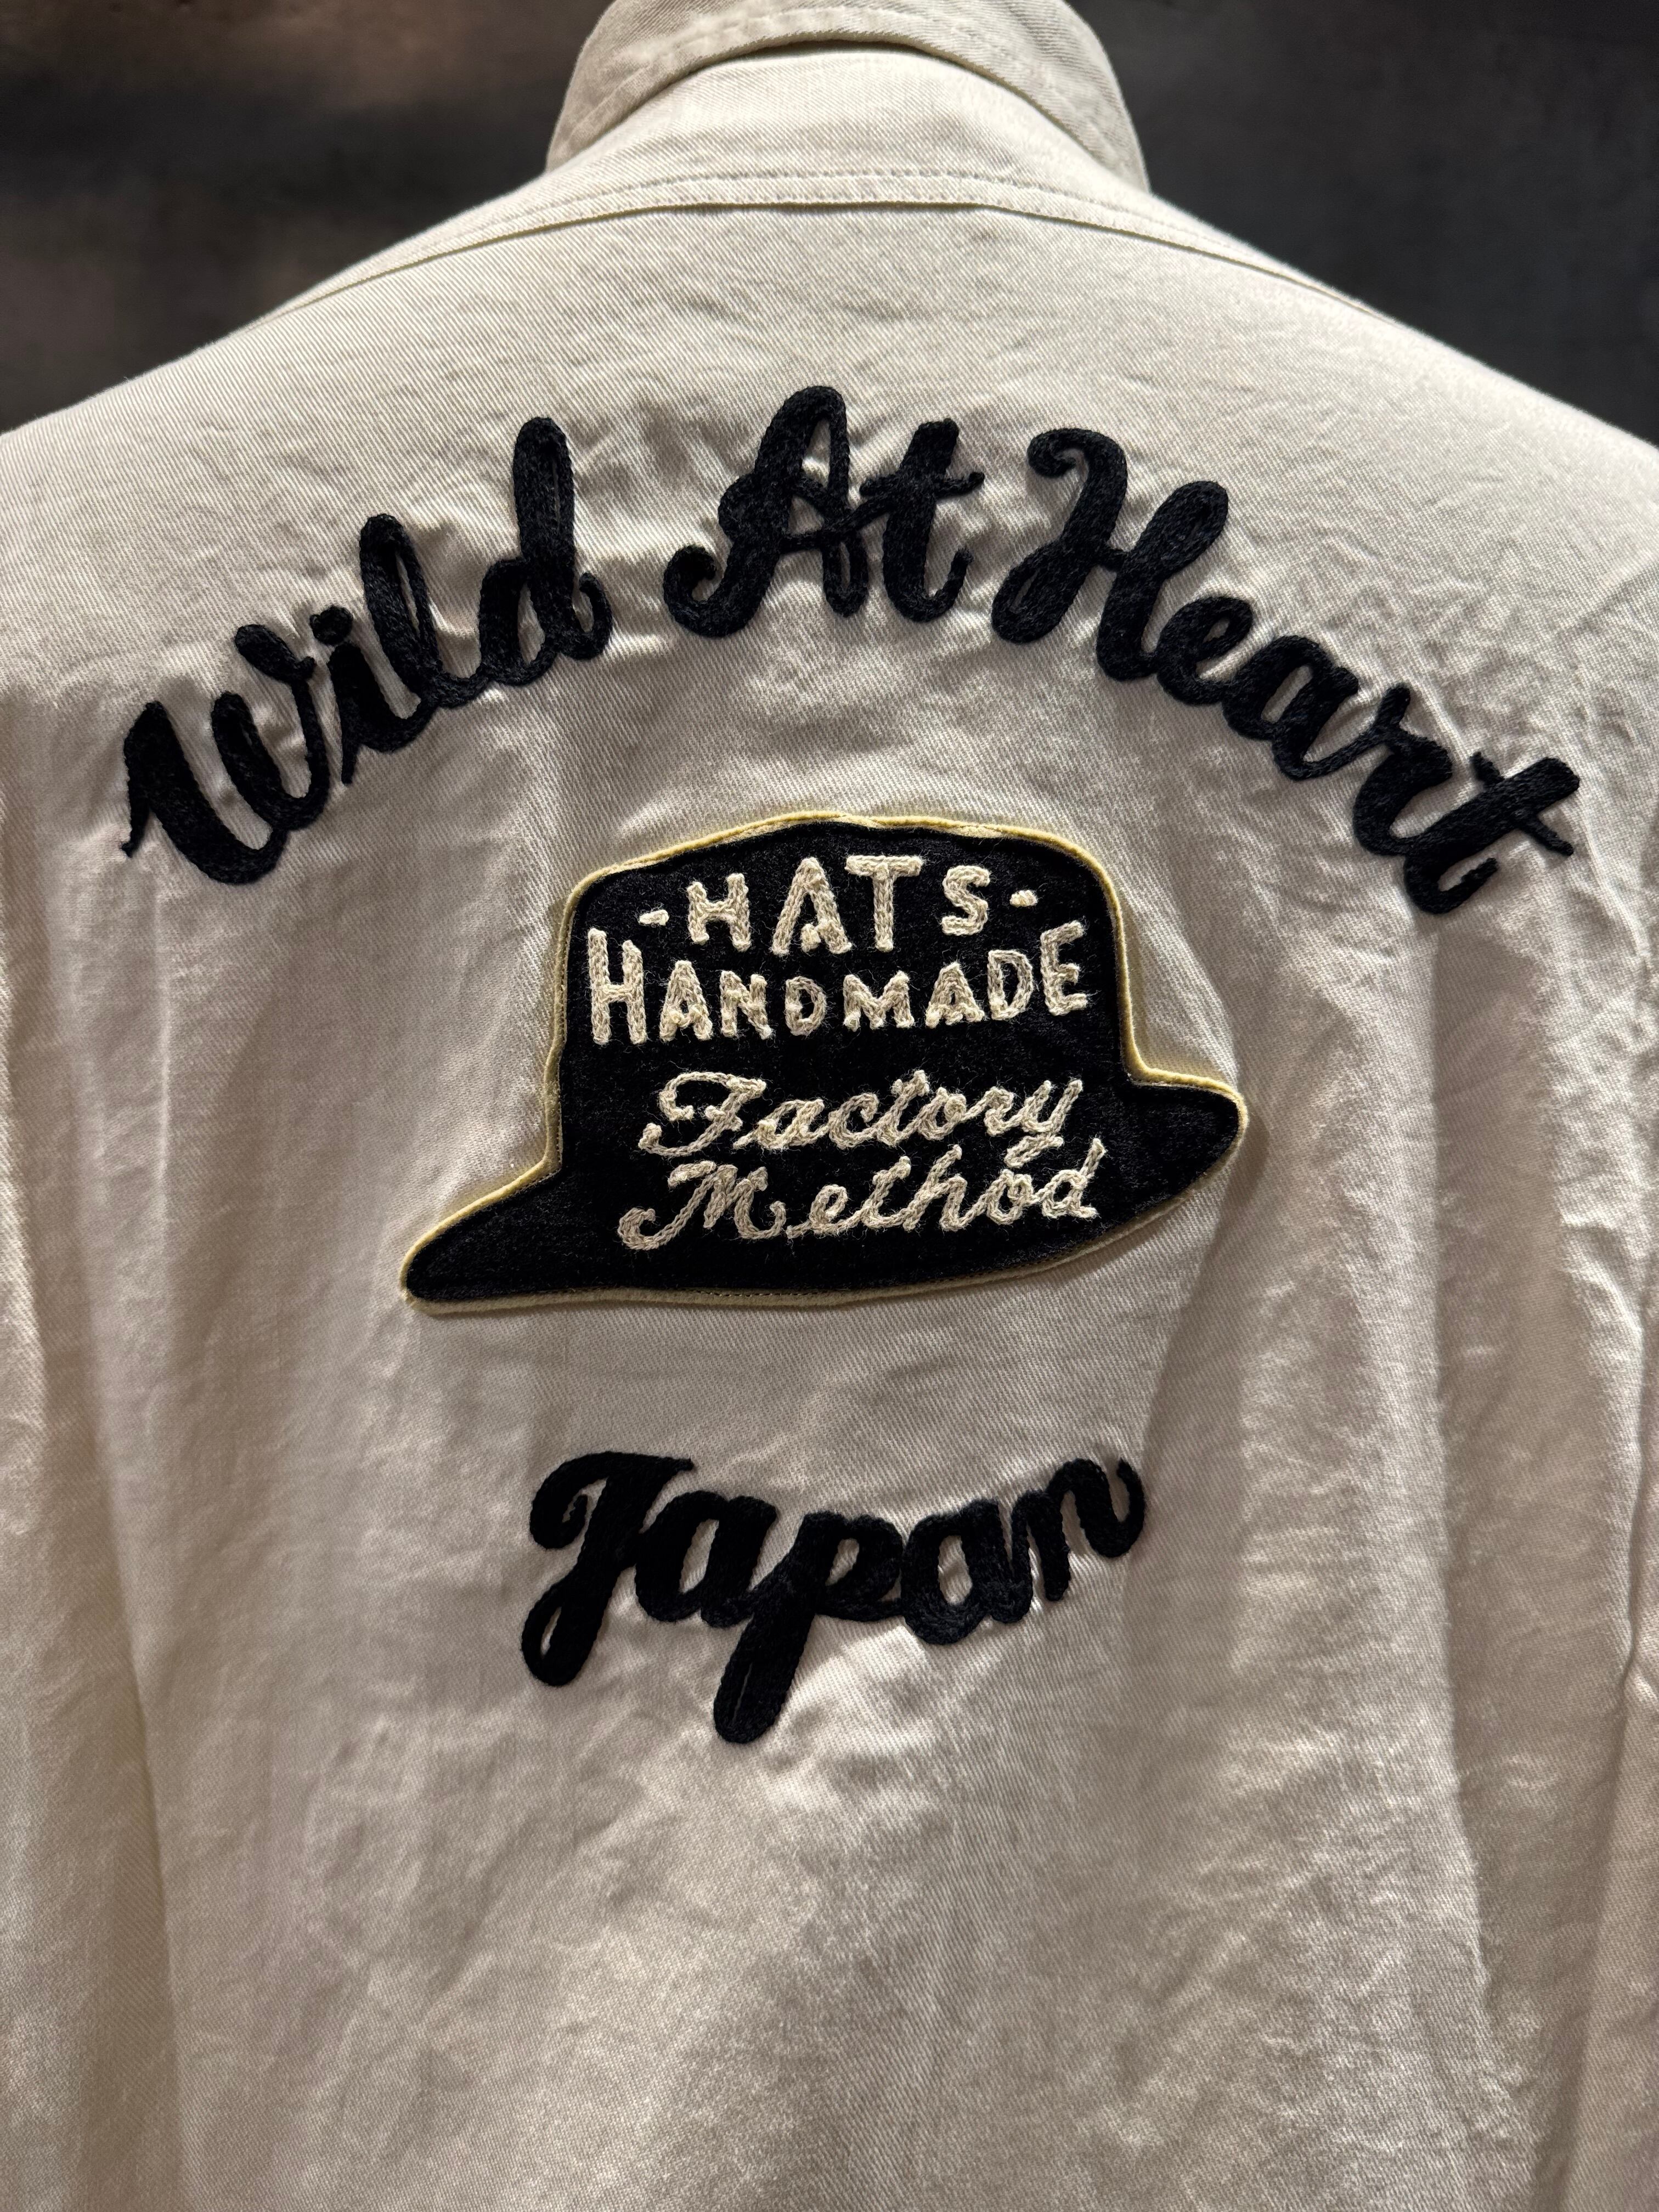 Wild At Heart
-HATS-
HANDMADE
Factory
Method
Japan